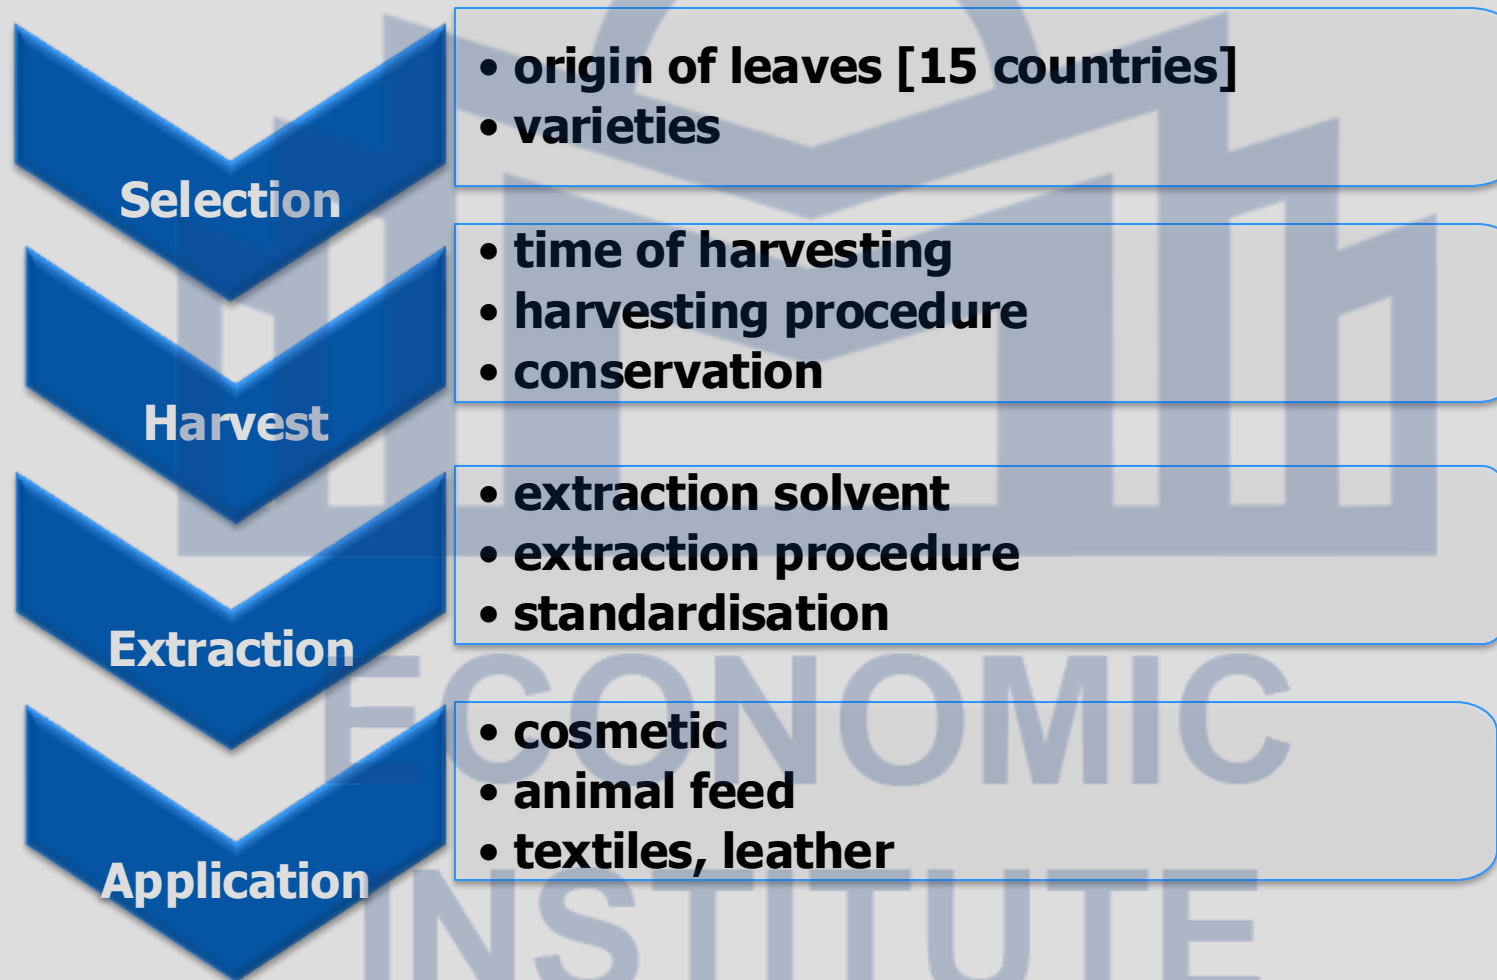 Selection
• origin of leaves [15 countries]
• varieties
Harvest
• time of harvesting
• harvesting procedure
• conservation
Extraction
• extraction solvent
• extraction procedure
• standardisation
Application
• cosmetic
• animal feed
• textiles, leather
ECONOMIC
INSTITUTE